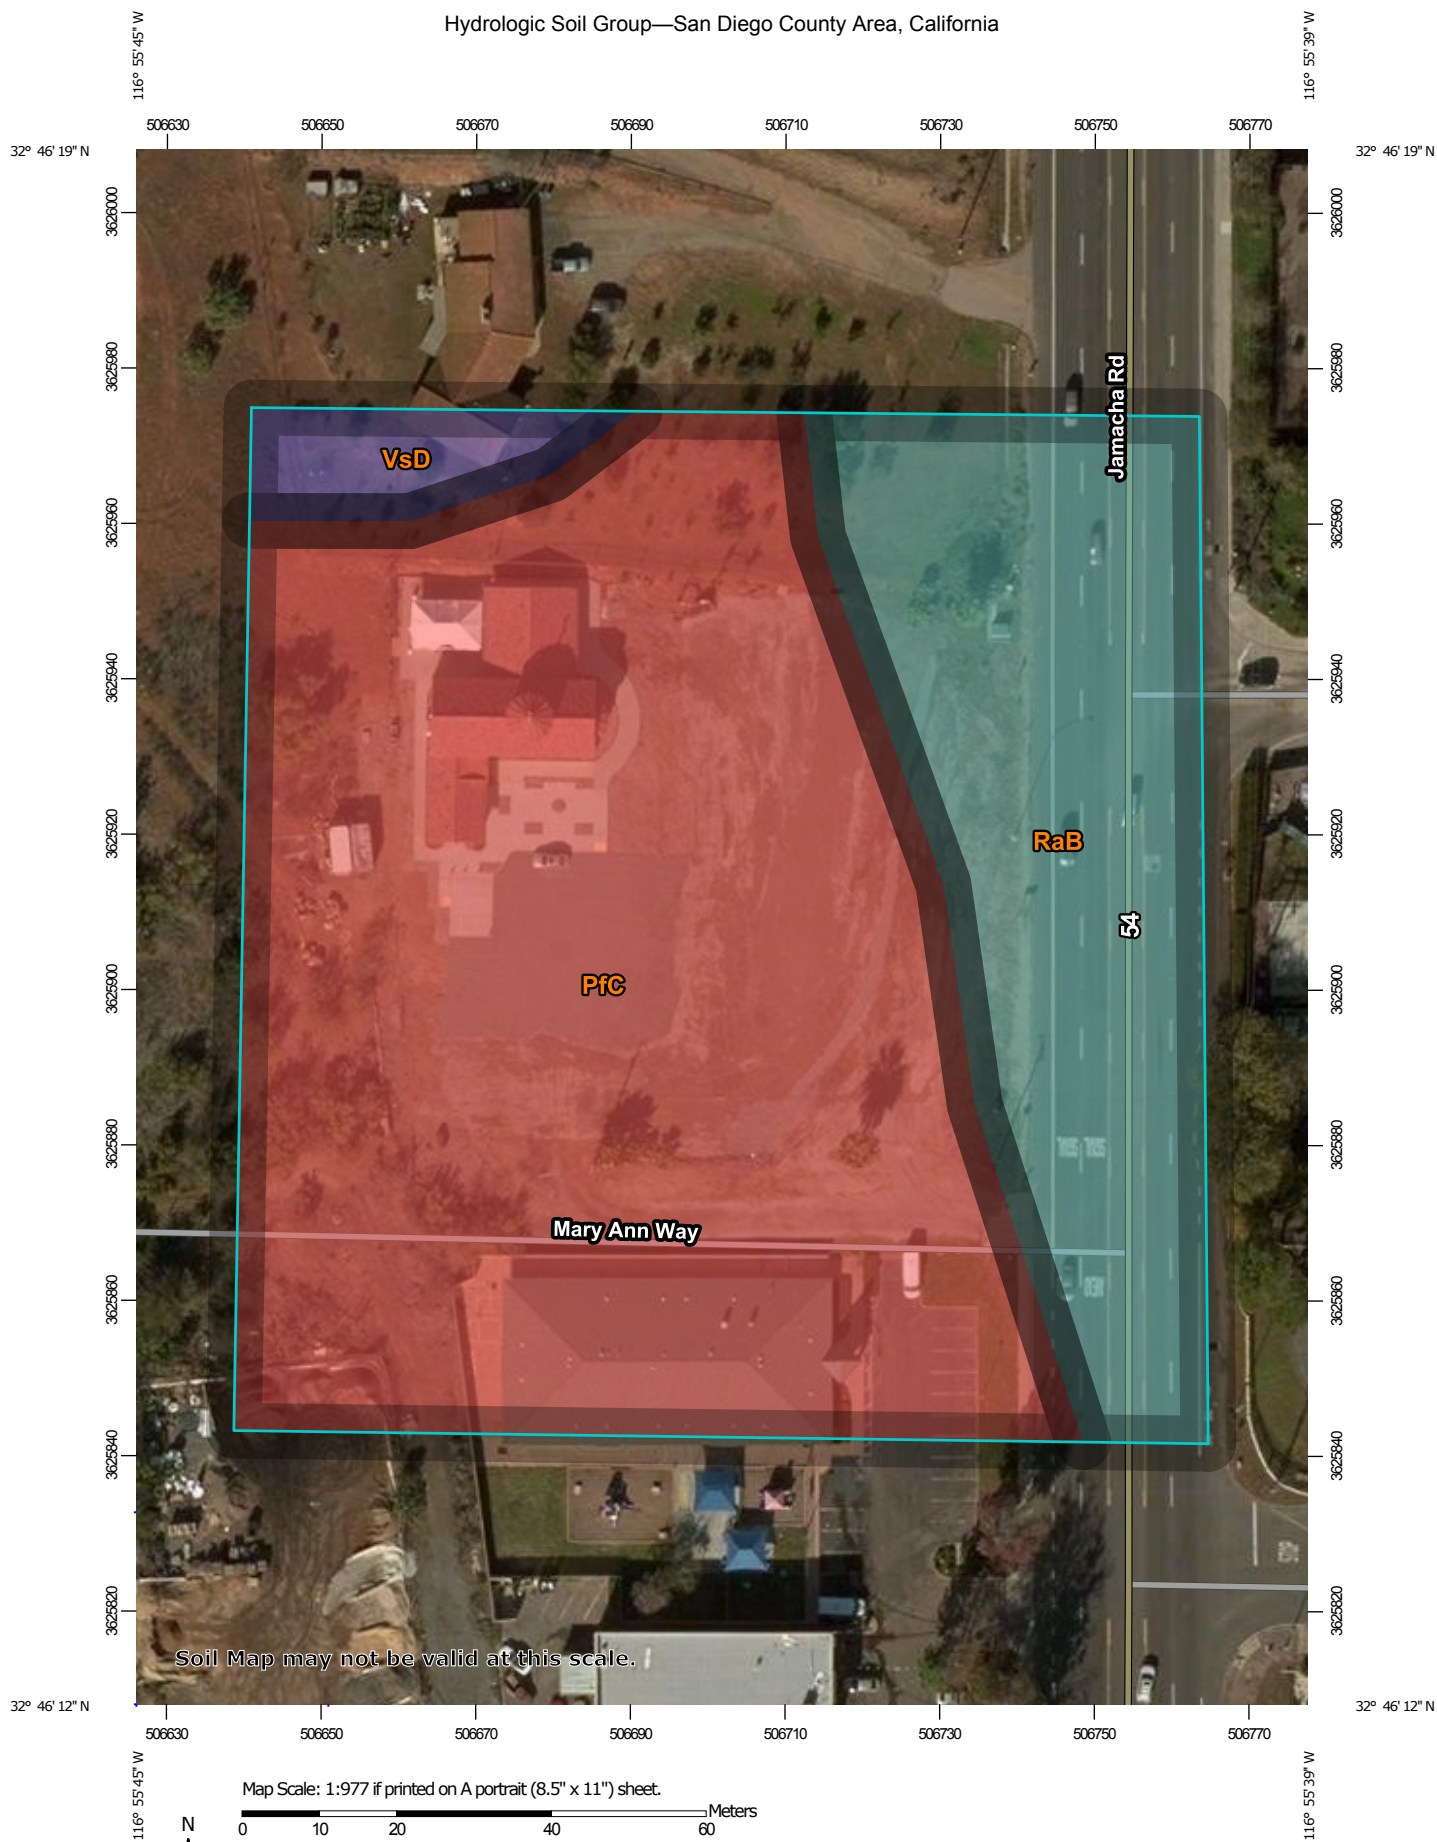 Hydrologic Soil Group—San Diego County Area, California
116° 55' 45'' W
116° 55' 39'' W
506630 506650 506670 506690 506710 506730 506750 506770
32° 46' 19'' N
32° 46' 19'' N
3626000
3626000
3625980
3625980
Jamacha Rd
VsD
3625960
3625960
3625940
3625940
3625920
3625920
RaB
54
PfC
3625900
3625900
3625880
3625880
Mary Ann Way
3625860
3625860
3625840
3625840
3625820
3625820
Soil Map may not be valid at this scale.
32° 46' 12'' N
32° 46' 12'' N
506630 506650 506670 506690 506710 506730 506750 506770
116° 55' 45'' W
116° 55' 39'' W
Map Scale: 1:977 if printed on A portrait (8.5" x 11") sheet.
Meters
N
0 10 20 40 60